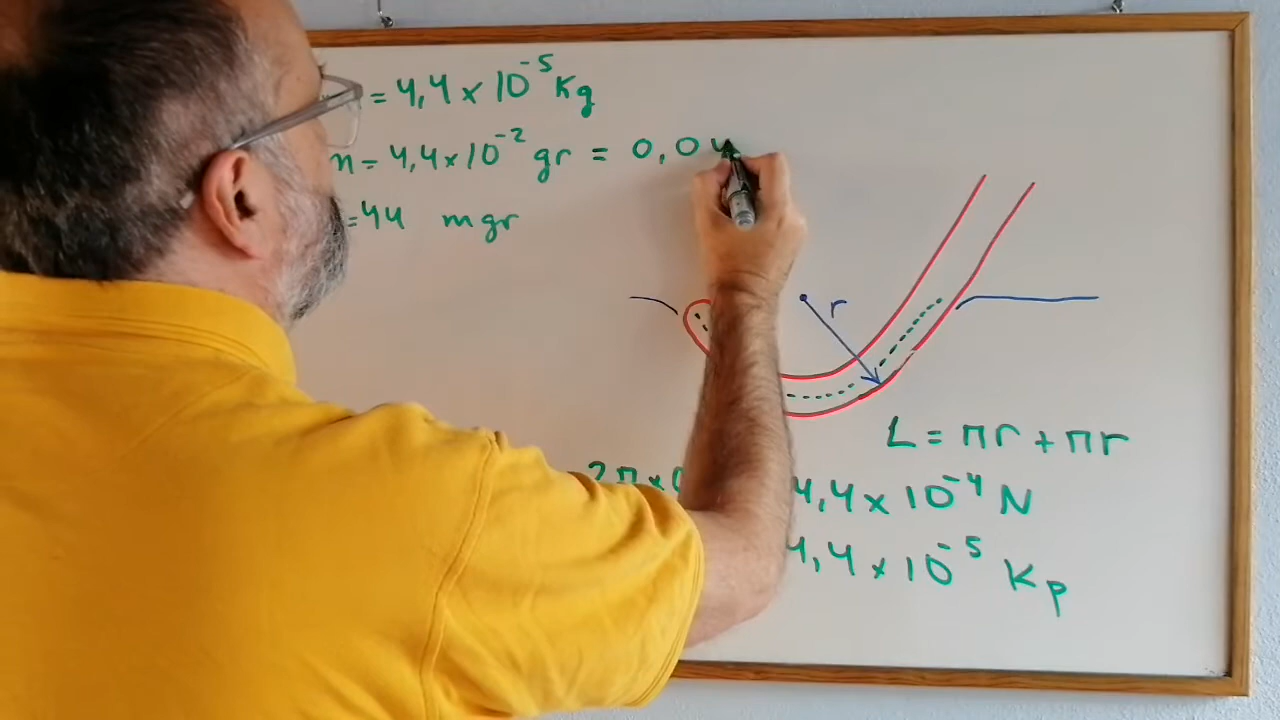 = 4,4 × 10⁻⁵ Kg
m = 4,4 × 10⁻² gr = 0,04
= 44 mgr
r
L = πr + πr
2π × 4,4 × 10⁻⁴ N
4,4 × 10⁻⁵ Kp